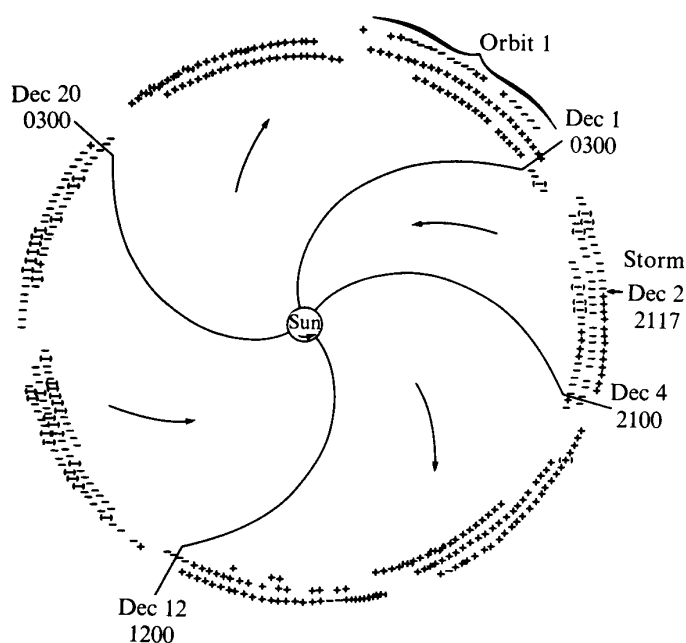 Orbit 1
Dec 20
0300
Dec 1
0300
Storm
Dec 2
2117
Sun
Dec 4
2100
Dec 12
1200